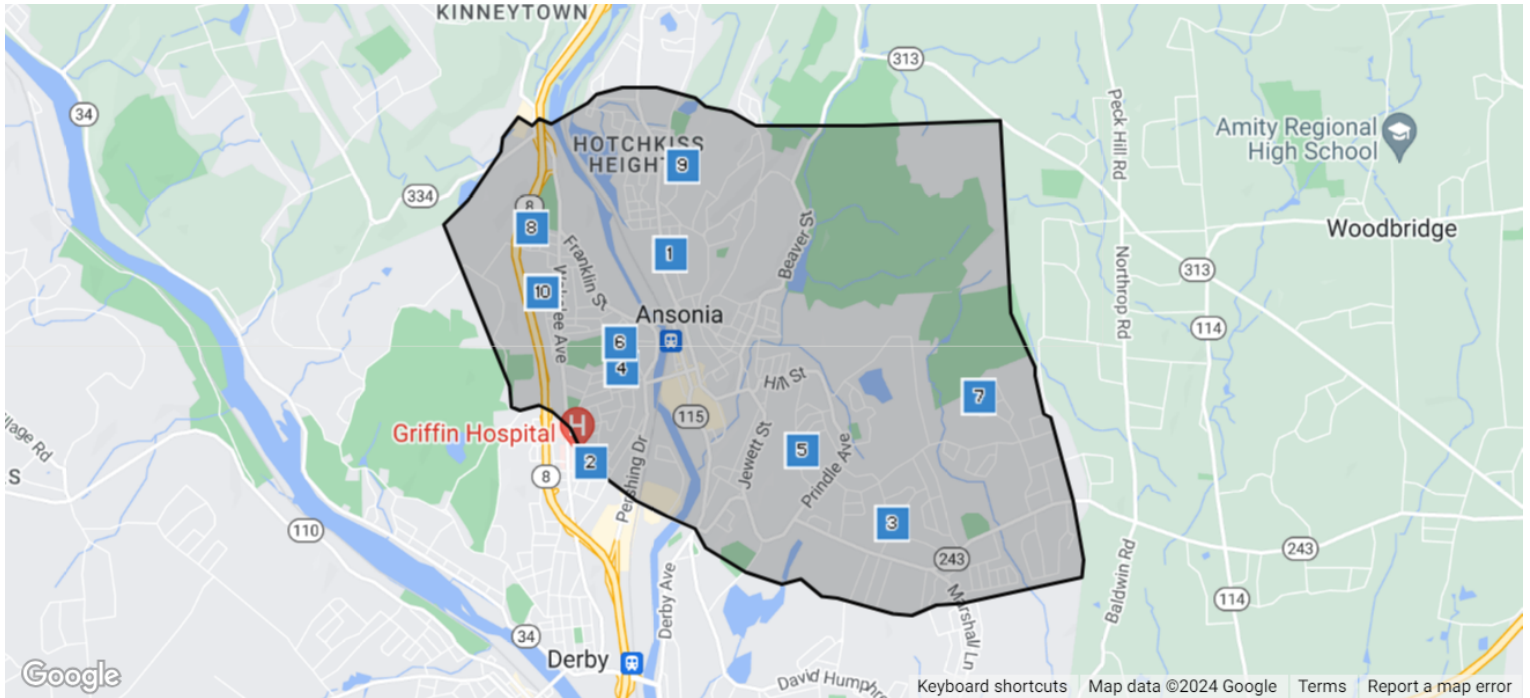 KINNEYTOWN
34
313
Peck Hill Rd
Amity Regional
High School
HOTCHKISS
HEIGHT
9
334
8
8
Woodbridge
Franklin St
1
Beaver St
Northrop Rd
313
10
Ansonia
114
6
4
Hill St
7
115
Griffin Hospital
H
2
8
Pershing Dr
Jewett St
5
Prindle Ave
S
110
3
243
243
Baldwin Rd
114
Derby Ave
Marshall Ln
34
Derby
David Humphre
Google
Keyboard shortcuts
Map data ©2024 Google
Terms
Report a map error